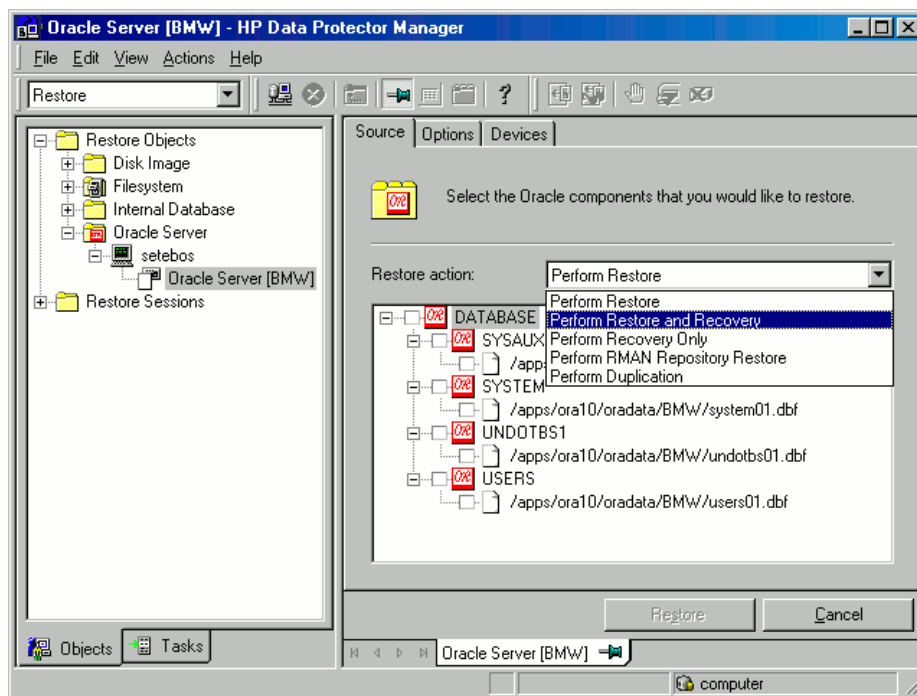 Oracle Server [BMW] - HP Data Protector Manager
File Edit View Actions Help
Restore
Restore Objects
Disk Image
Filesystem
Internal Database
Oracle Server
setebos
Oracle Server [BMW]
Restore Sessions
Objects
Tasks
Source
Options
Devices
Select the Oracle components that you would like to restore.
Restore action:
Perform Restore
Perform Restore
Perform Restore and Recovery
Perform Recovery Only
Perform RMAN Repository Restore
Perform Duplication
DATABASE
SYSAUX
SYSTEM
/apps/ora10/oradata/BMW/system01.dbf
UNDOTBS1
/apps/ora10/oradata/BMW/undotbs01.dbf
USERS
/apps/ora10/oradata/BMW/users01.dbf
Restore
Cancel
Oracle Server [BMW]
computer